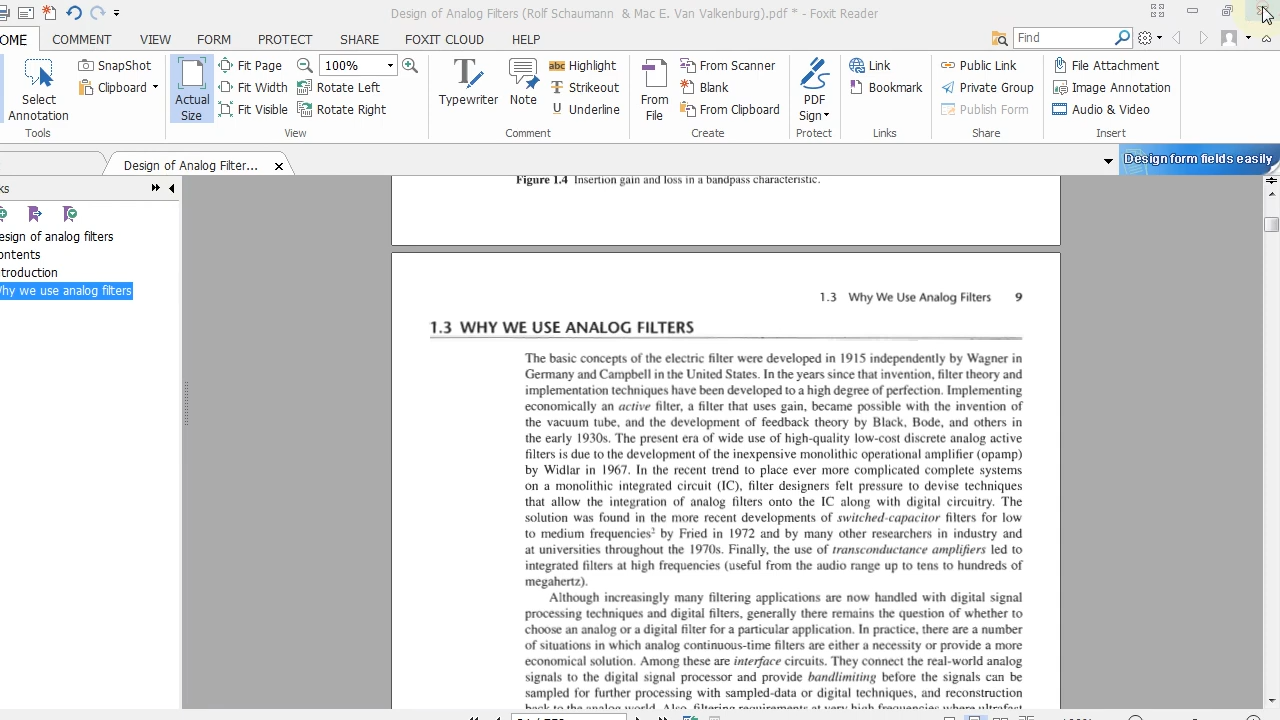 Design of Analog Filters (Rolf Schaumann & Mac E. Van Valkenburg).pdf * - Foxit Reader
OME COMMENT VIEW FORM PROTECT SHARE FOXIT CLOUD HELP Find
SnapShot Fit Page 100% Highlight From Scanner Link Public Link File Attachment
Select Annotation Clipboard Actual Size Fit Width Rotate Left Typewriter Note Strikeout From File Blank PDF Sign Bookmark Private Group Image Annotation
Fit Visible Rotate Right Underline From Clipboard Publish Form Audio & Video
Tools View Comment Create Protect Links Share Insert
Design of Analog Filter... Design form fields easily
ks
esign of analog filters
ontents
troduction
hy we use analog filters
Figure 1.4 Insertion gain and loss in a bandpass characteristic.
1.3 Why We Use Analog Filters 9
1.3 WHY WE USE ANALOG FILTERS
The basic concepts of the electric filter were developed in 1915 independently by Wagner in
Germany and Campbell in the United States. In the years since that invention, filter theory and
implementation techniques have been developed to a high degree of perfection. Implementing
economically an active filter, a filter that uses gain, became possible with the invention of
the vacuum tube, and the development of feedback theory by Black, Bode, and others in
the early 1930s. The present era of wide use of high-quality low-cost discrete analog active
filters is due to the development of the inexpensive monolithic operational amplifier (opamp)
by Widlar in 1967. In the recent trend to place ever more complicated complete systems
on a monolithic integrated circuit (IC), filter designers felt pressure to devise techniques
that allow the integration of analog filters onto the IC along with digital circuitry. The
solution was found in the more recent developments of switched-capacitor filters for low
to medium frequencies² by Fried in 1972 and by many other researchers in industry and
at universities throughout the 1970s. Finally, the use of transconductance amplifiers led to
integrated filters at high frequencies (useful from the audio range up to tens to hundreds of
megahertz).
Although increasingly many filtering applications are now handled with digital signal
processing techniques and digital filters, generally there remains the question of whether to
choose an analog or a digital filter for a particular application. In practice, there are a number
of situations in which analog continuous-time filters are either a necessity or provide a more
economical solution. Among these are interface circuits. They connect the real-world analog
signals to the digital signal processor and provide bandlimiting before the signals can be
sampled for further processing with sampled-data or digital techniques, and reconstruction
back to the analog world. Also, filtering requirements at very high frequencies where ultrafast